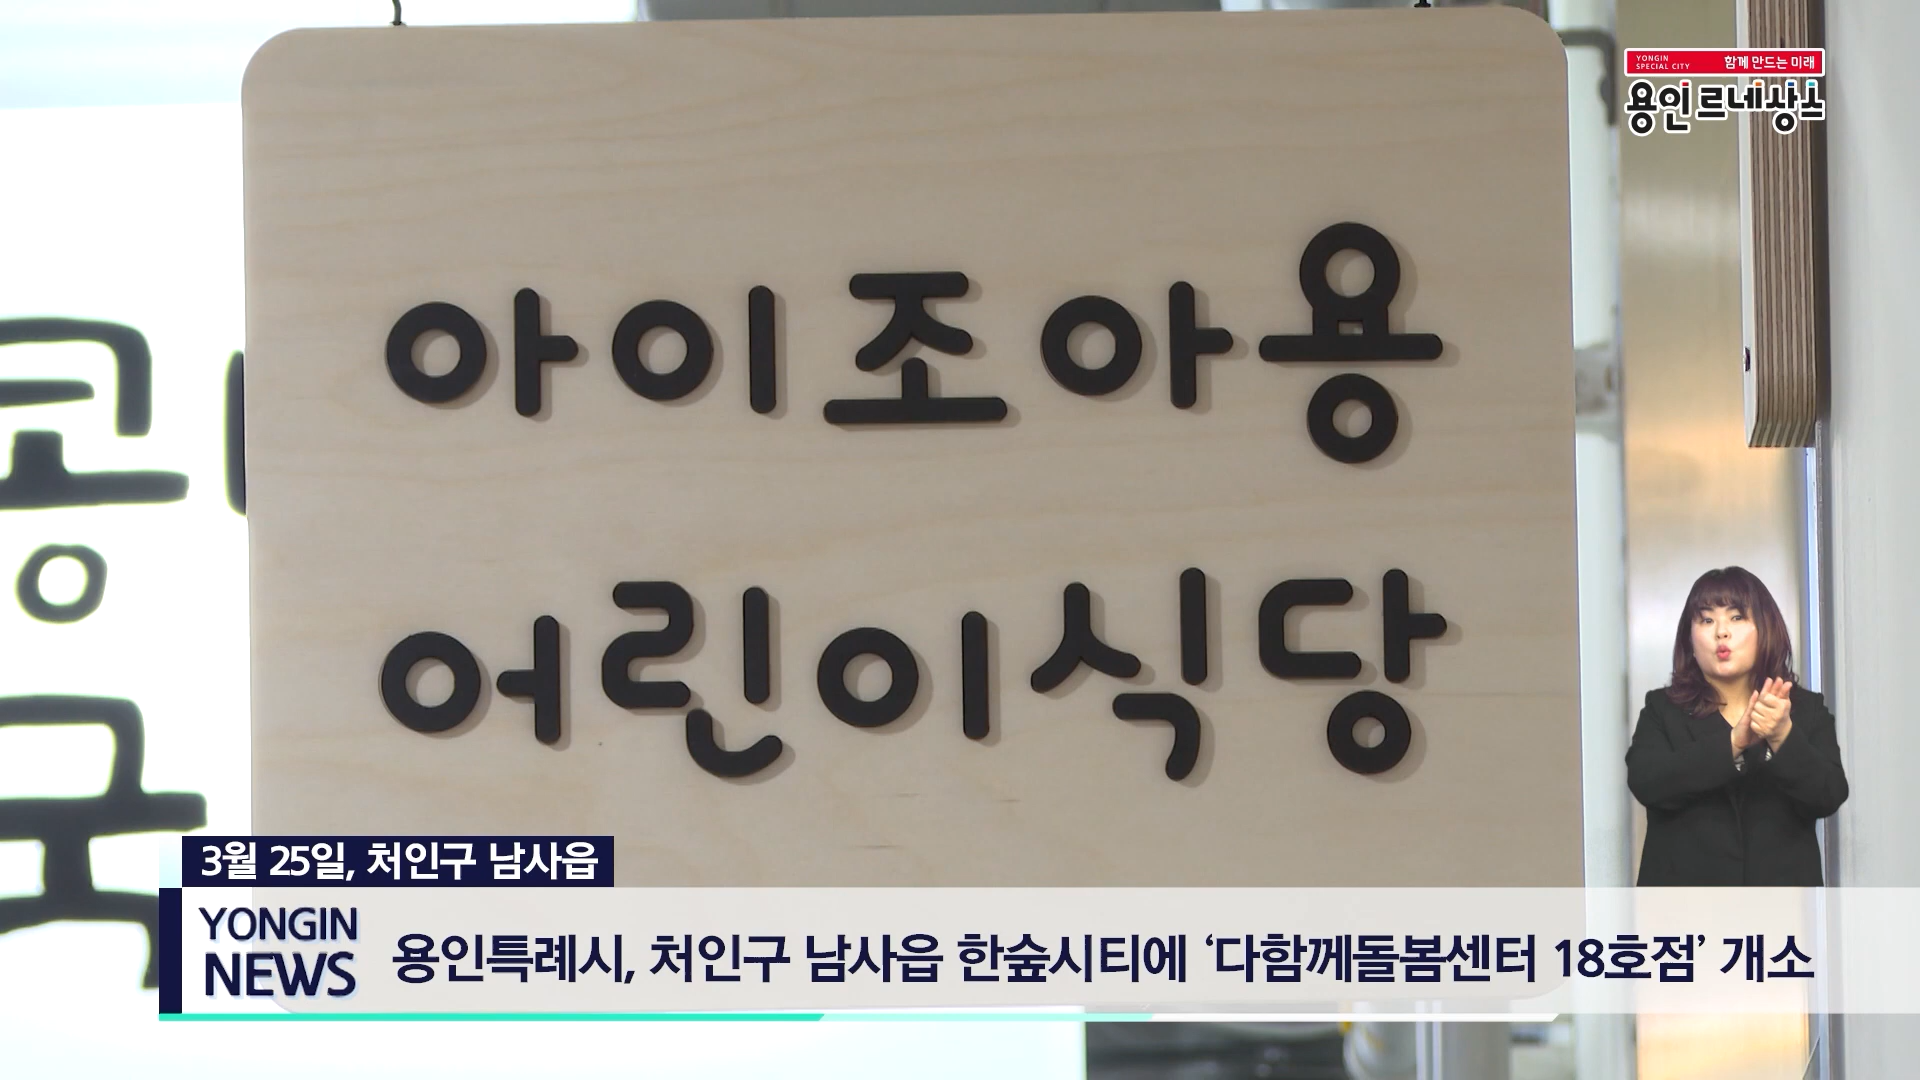 YONGIN
SPECIAL CITY
함께 만드는 미래
용인 르네상스
아이조아용
어린이식당
공
국
3월 25일, 처인구 남사읍
YONGIN
NEWS
용인특례시, 처인구 남사읍 한숲시티에 ‘다함께돌봄센터 18호점’ 개소